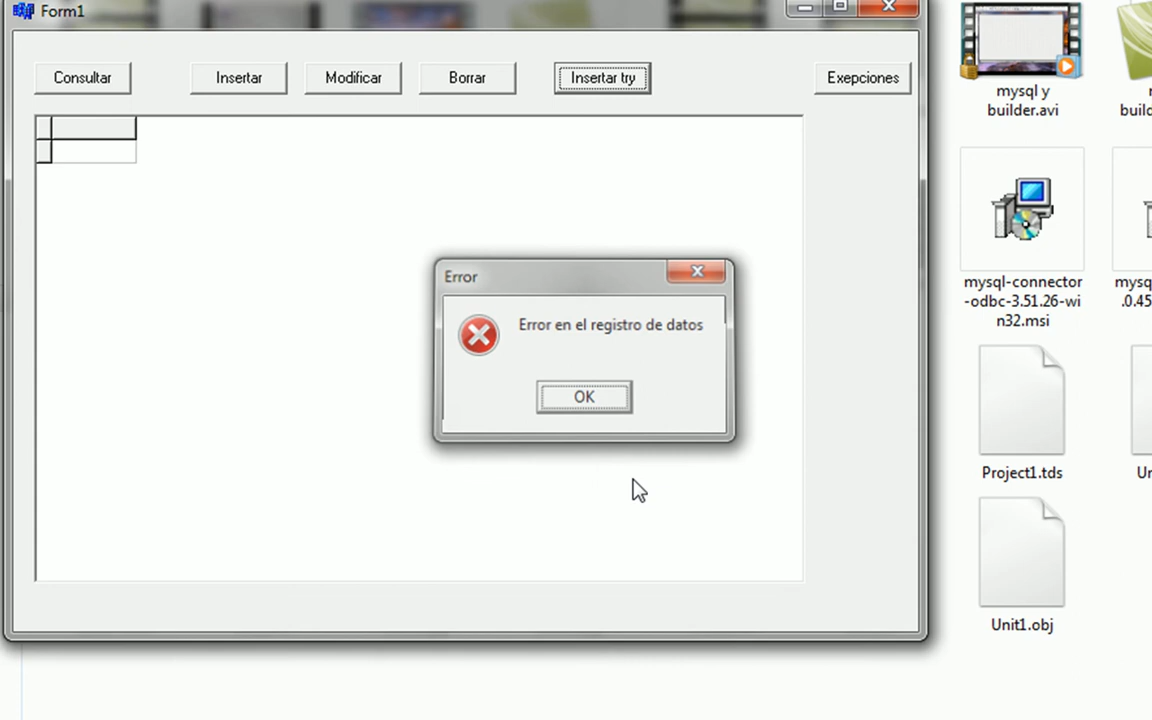 Form1
Consultar
Insertar
Modificar
Borrar
Insertar try
Exepciones
Error
Error en el registro de datos
OK
mysql y
builder.avi
mysql-connector
-odbc-3.51.26-wi
n32.msi
Project1.tds
Unit1.obj